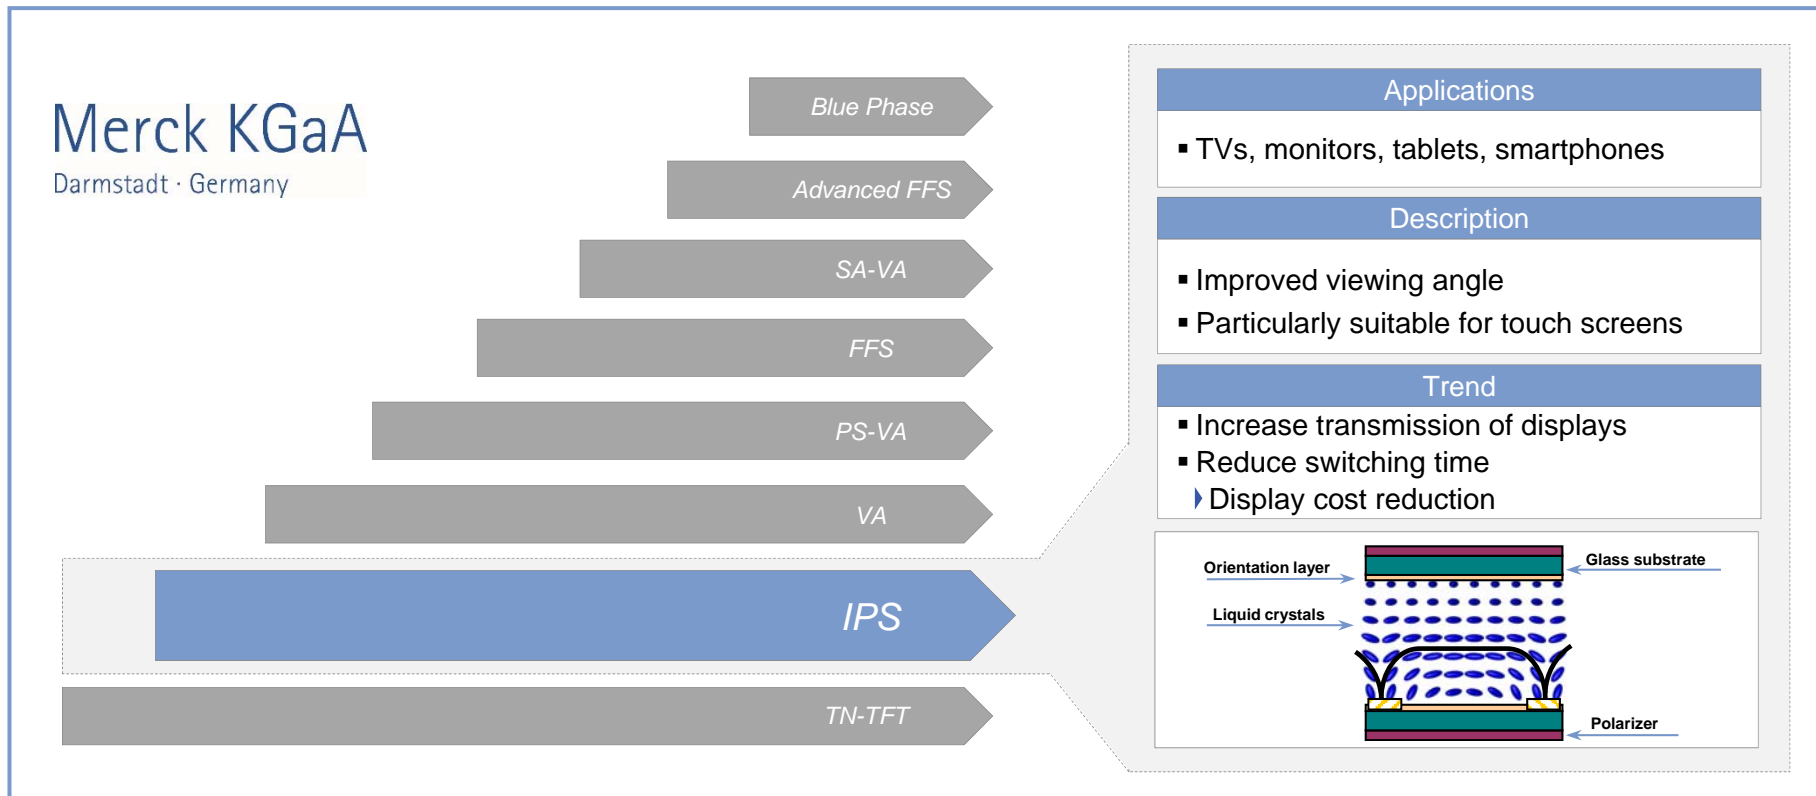 Merck KGaA
Darmstadt · Germany
Blue Phase
Advanced FFS
SA-VA
FFS
PS-VA
VA
IPS
TN-TFT
Applications
▪ TVs, monitors, tablets, smartphones
Description
▪ Improved viewing angle
▪ Particularly suitable for touch screens
Trend
▪ Increase transmission of displays
▪ Reduce switching time
Display cost reduction
Orientation layer
Glass substrate
Liquid crystals
Polarizer